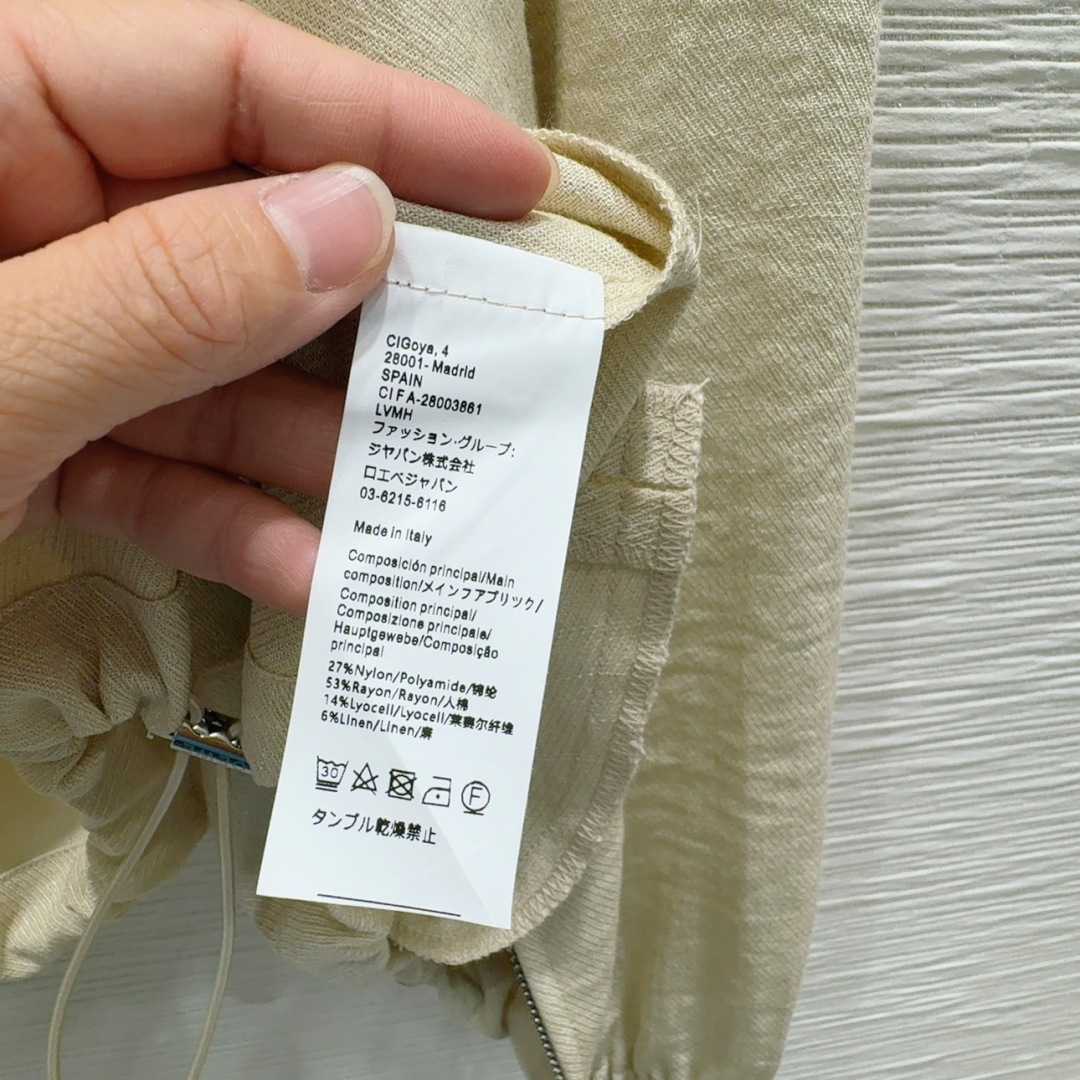 ClGoya, 4
28001- Madrid
SPAIN
CIFA-28003861
LVMH
ファッション·グループ:
ジヤパン株式会社
ロエベジャパン
03-6215-6116
Made in Italy
Composición principal/Main
composition/メインファブリック/
Composition principal/
Composizione principale/
Hauptgewebe/Composição
principal
27%Nylon/Polyamide/锦纶
53%Rayon/Rayon/人棉
14%Lyocell/Lyocell/莱赛尔纤维
6%Linen/Linen/麻
30
F
タンブル乾燥禁止